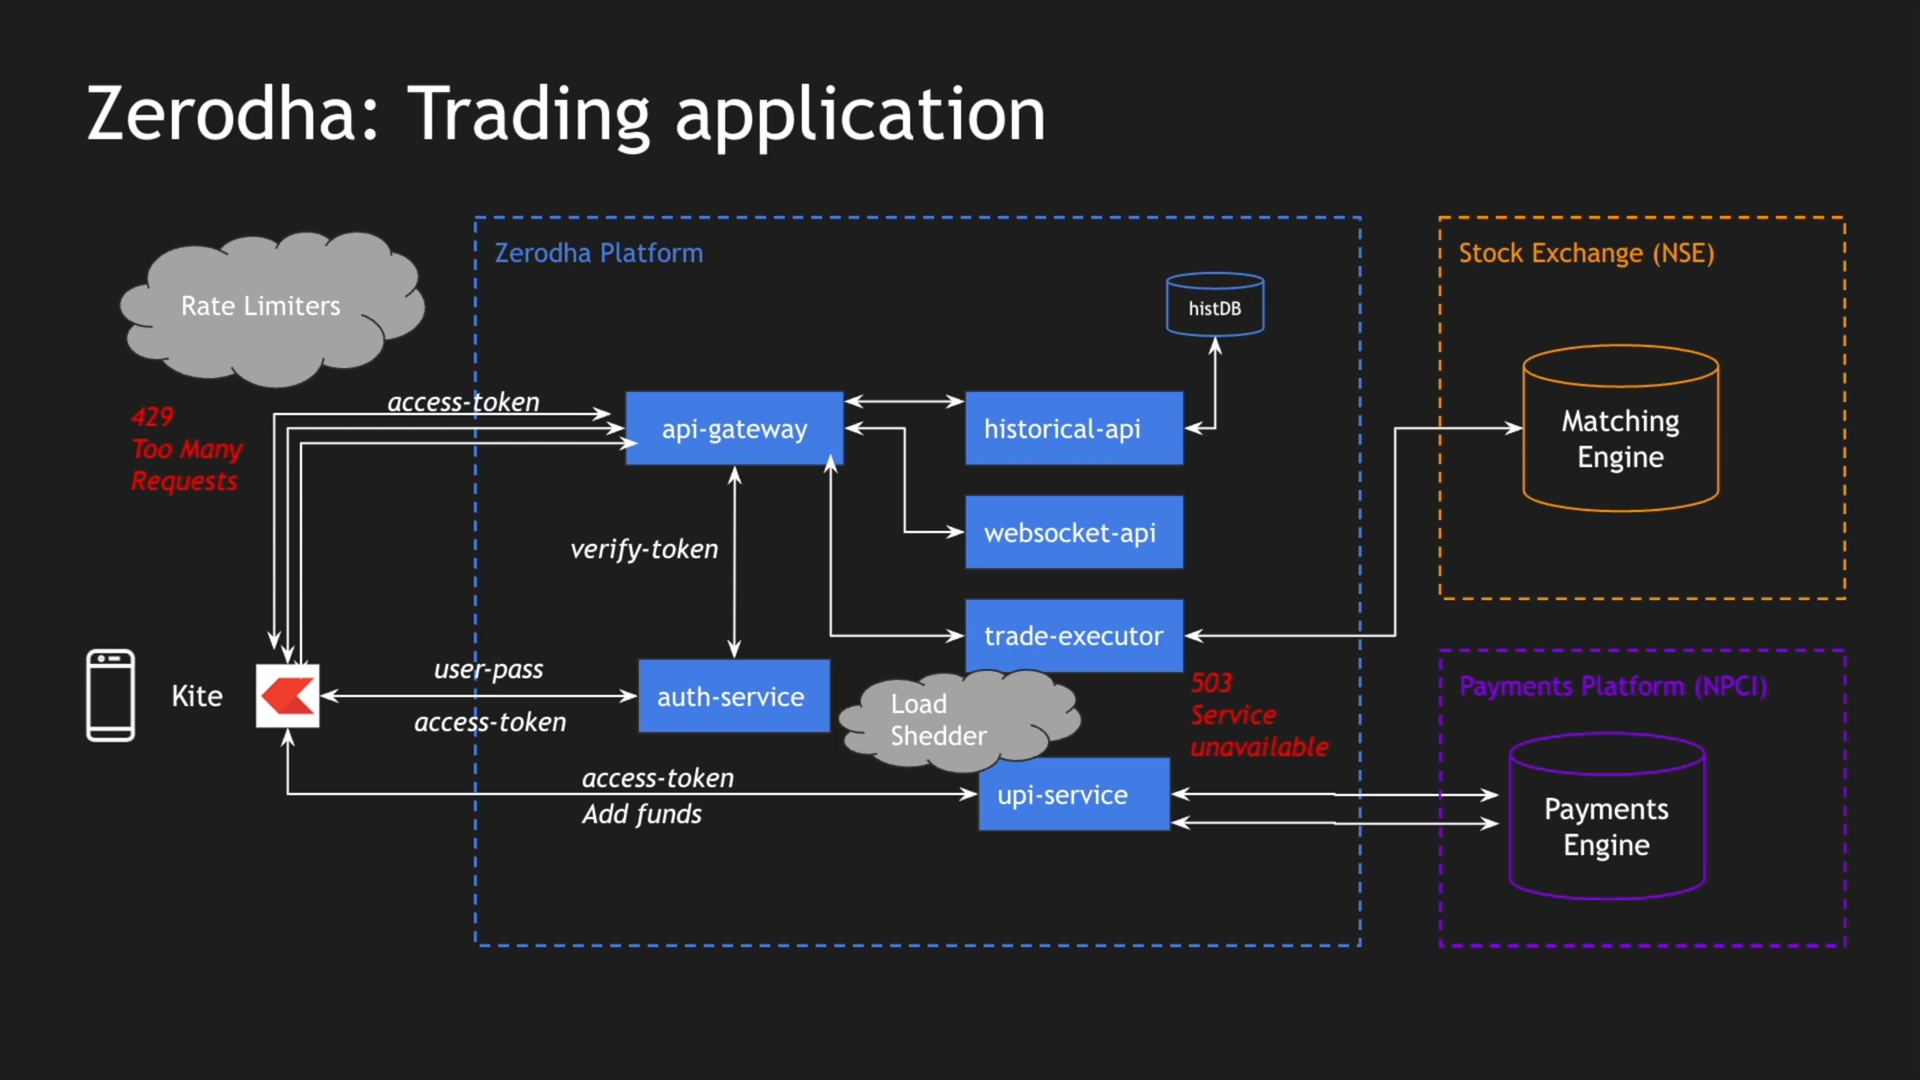 Zerodha: Trading application
Zerodha Platform
Stock Exchange (NSE)
Rate Limiters
histDB
access-token
429
Too Many
Requests
api-gateway
historical-api
Matching
Engine
verify-token
websocket-api
trade-executor
Kite
user-pass
access-token
auth-service
Load
Shedder
503
Service
unavailable
Payments Platform (NPCI)
access-token
Add funds
upi-service
Payments
Engine